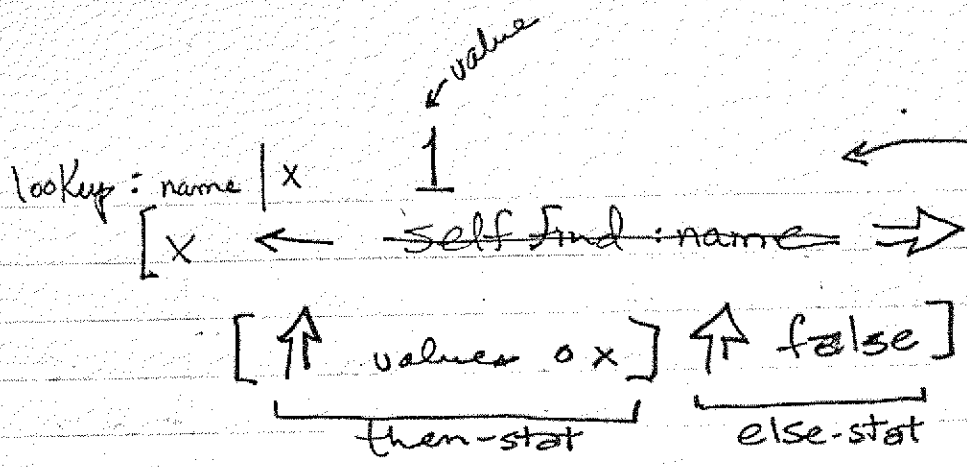 value
1
lookup: name | x
[x ← self find: name ⇒
[⇑ values o x] ⇑ false]
then-stat else-stat